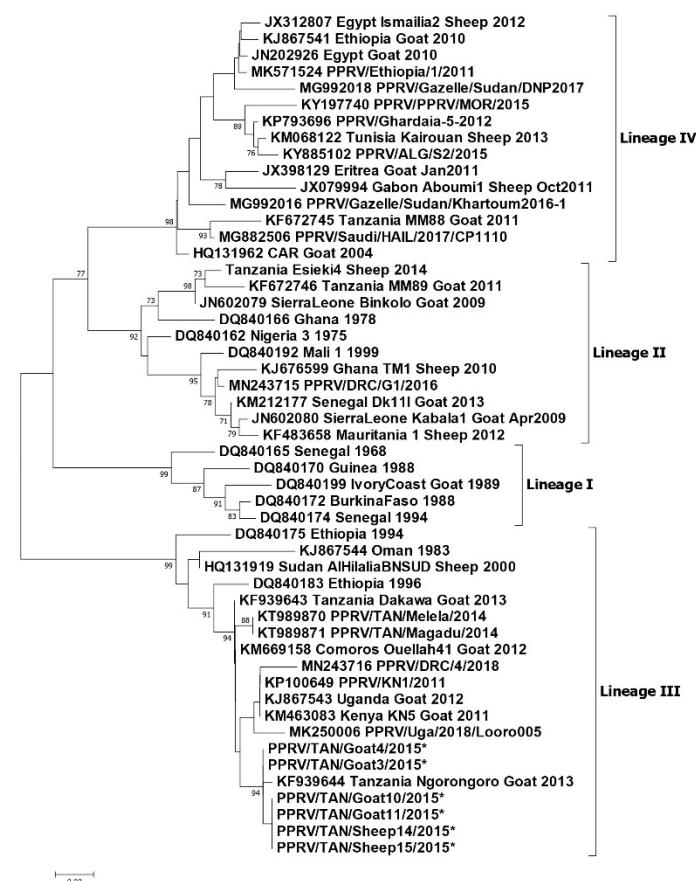 JX312807 Egypt Ismailia2 Sheep 2012
KJ867541 Ethiopia Goat 2010
JN202926 Egypt Goat 2010
MK571524 PPRV/Ethiopia/1/2011
MG992018 PPRV/Gazelle/Sudan/DNP2017
KY197740 PPRV/PPRV/MOR/2015
89
KP793696 PPRV/Ghardaia-5-2012
KM068122 Tunisia Kairouan Sheep 2013
Lineage IV
76
KY885102 PPRV/ALG/S2/2015
JX398129 Eritrea Goat Jan2011
78
JX079994 Gabon Aboumi1 Sheep Oct2011
MG992016 PPRV/Gazelle/Sudan/Khartoum2016-1
98
KF672745 Tanzania MM88 Goat 2011
93
MG882506 PPRV/Saudi/HAIL/2017/CP1110
HQ131962 CAR Goat 2004
77
73
Tanzania Esieki4 Sheep 2014
98
KF672746 Tanzania MM89 Goat 2011
73
JN602079 SierraLeone Binkolo Goat 2009
DQ840166 Ghana 1978
92
DQ840162 Nigeria 3 1975
DQ840192 Mali 1 1999
Lineage II
95
KJ676599 Ghana TM1 Sheep 2010
MN243715 PPRV/DRC/G1/2016
78
KM212177 Senegal Dk11I Goat 2013
71
JN602080 SierraLeone Kabala1 Goat Apr2009
79
KF483658 Mauritania 1 Sheep 2012
DQ840165 Senegal 1968
99
DQ840170 Guinea 1988
87
DQ840199 IvoryCoast Goat 1989
Lineage I
91
DQ840172 BurkinaFaso 1988
83
DQ840174 Senegal 1994
DQ840175 Ethiopia 1994
KJ867544 Oman 1983
99
HQ131919 Sudan AlHilaliaBNSUD Sheep 2000
DQ840183 Ethiopia 1996
KF939643 Tanzania Dakawa Goat 2013
91
88
KT989870 PPRV/TAN/Melela/2014
KT989871 PPRV/TAN/Magadu/2014
94
KM669158 Comoros Ouellah41 Goat 2012
MN243716 PPRV/DRC/4/2018
KP100649 PPRV/KN1/2011
Lineage III
KJ867543 Uganda Goat 2012
KM463083 Kenya KN5 Goat 2011
MK250006 PPRV/Uga/2018/Looro005
PPRV/TAN/Goat4/2015*
PPRV/TAN/Goat3/2015*
KF939644 Tanzania Ngorongoro Goat 2013
94
PPRV/TAN/Goat10/2015*
PPRV/TAN/Goat11/2015*
PPRV/TAN/Sheep14/2015*
PPRV/TAN/Sheep15/2015*